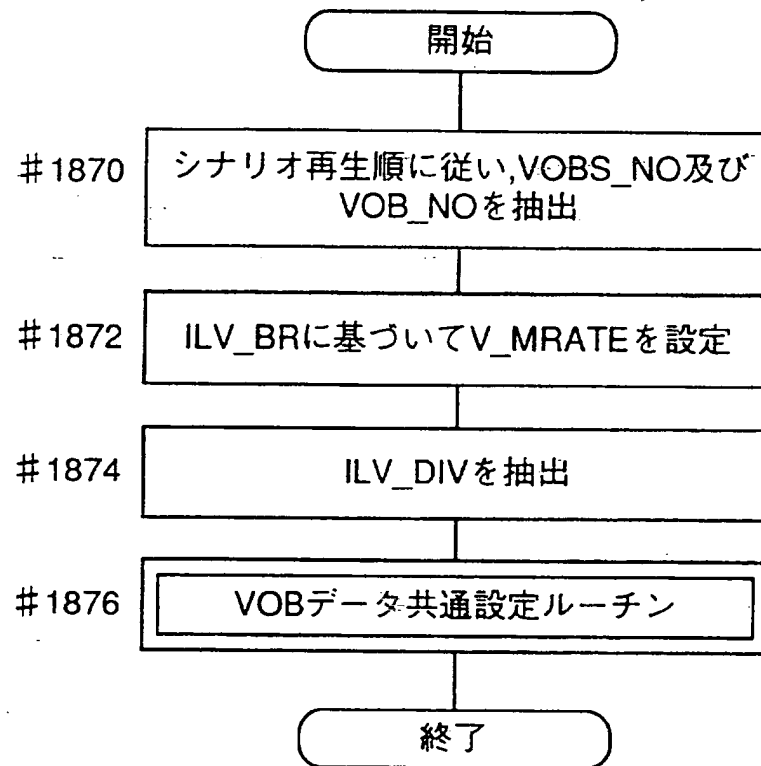 開始
#1870
シナリオ再生順に従い,VOBS_NO及び
VOB_NOを抽出
#1872
ILV_BRに基づいてV_MRATEを設定
#1874
ILV_DIVを抽出
#1876
VOBデータ共通設定ルーチン
終了